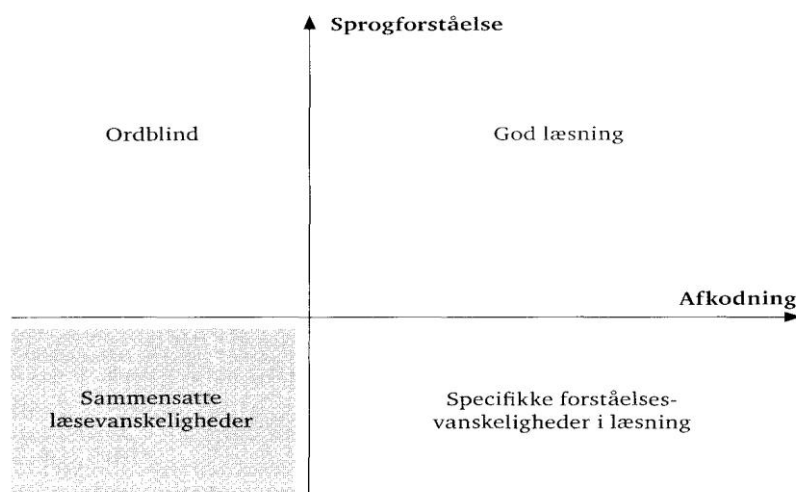 Sprogforståelse
Ordblind
God læsning
Afkodning
Sammensatte
læsevanskeligheder
Specifikke forståelses-
vanskeligheder i læsning